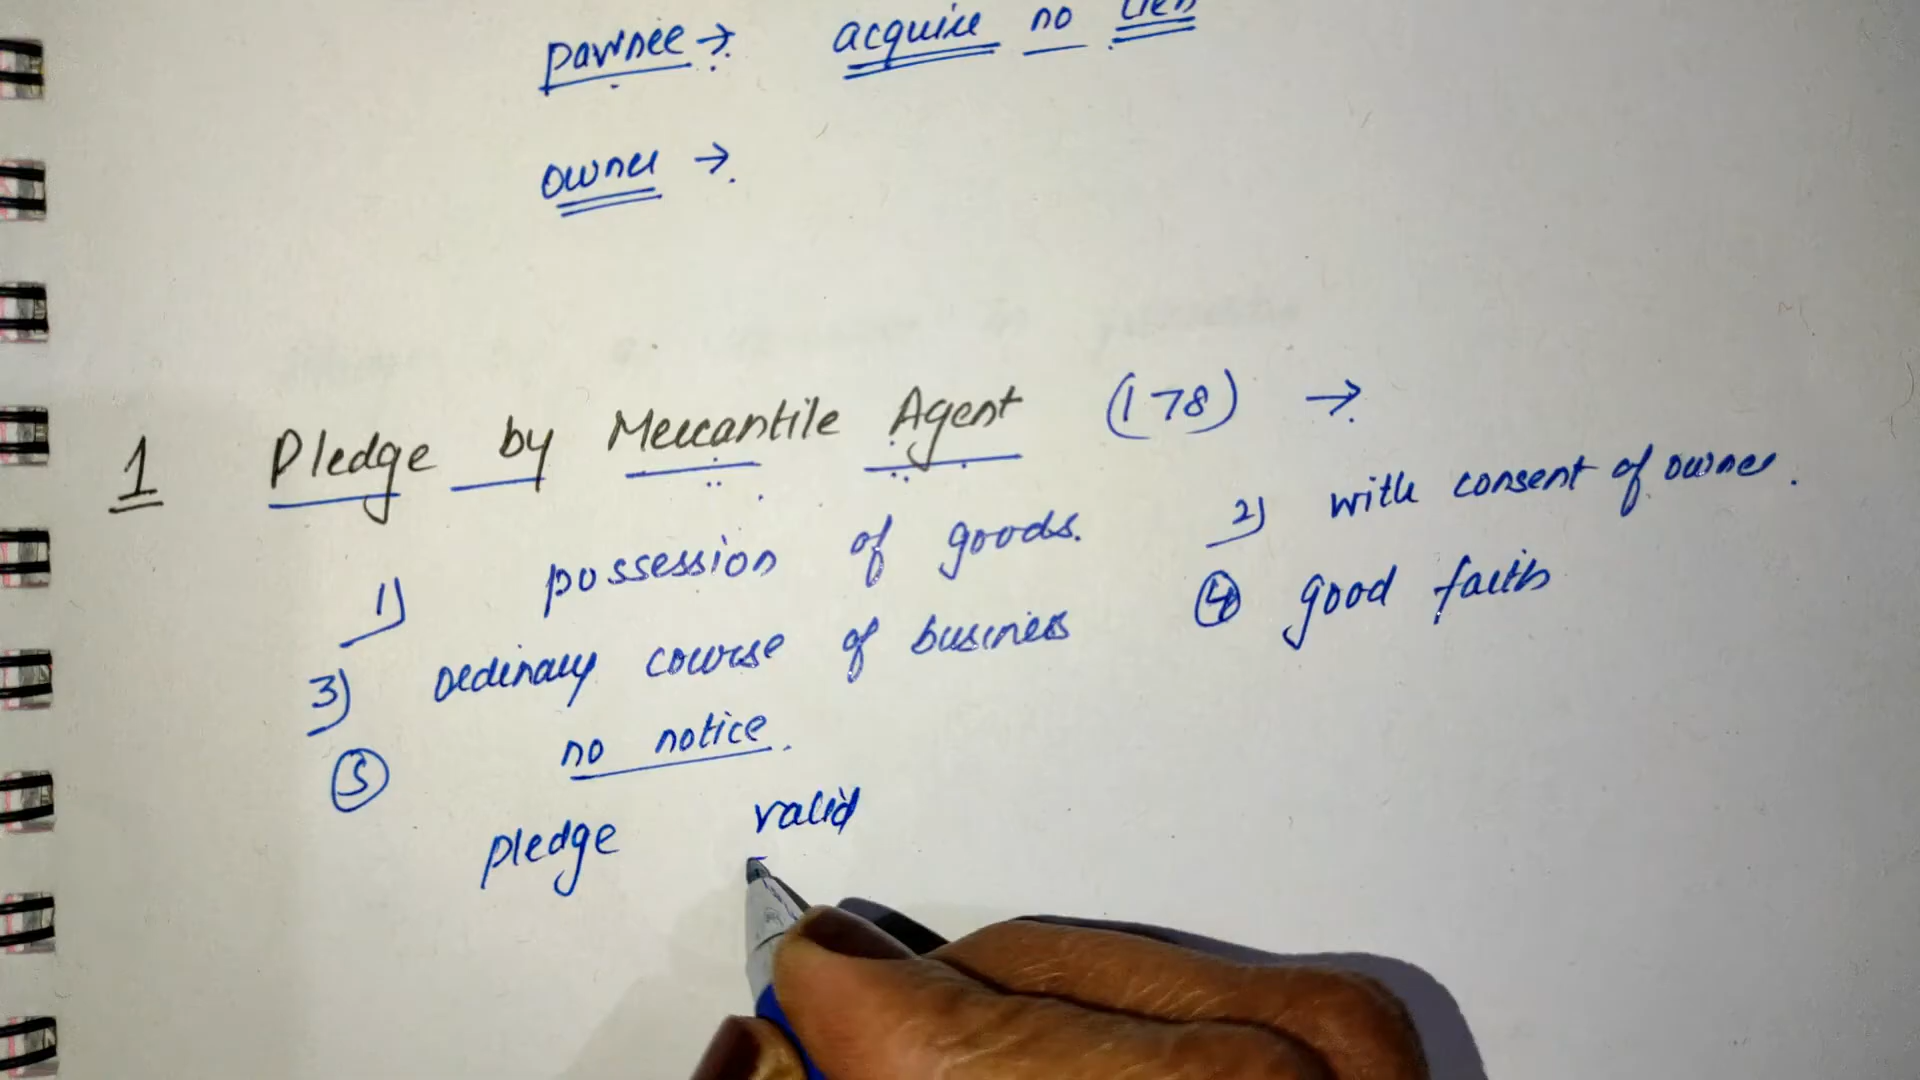 pawnee → acquire no lien
owner →
1 Pledge by Mercantile Agent (178) →
1) possession of goods. 2) with consent of owner.
3) ordinary course of business 4 good faith
5 no notice.
pledge valid